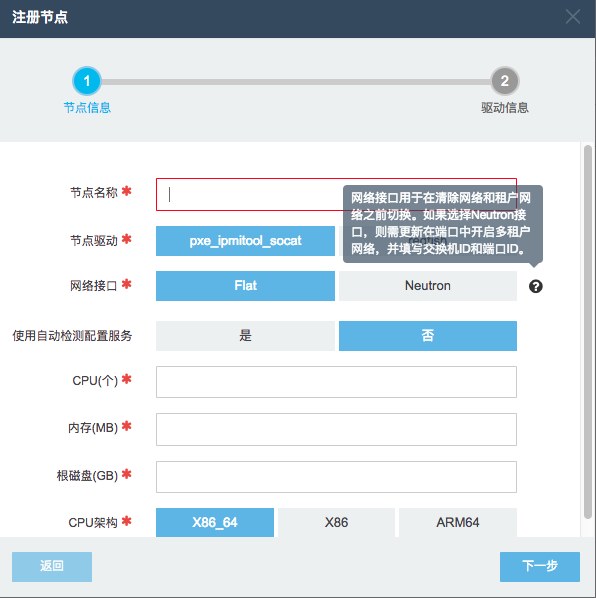 注册节点
1
2
节点信息
驱动信息
节点名称 *
网络接口用于在清除网络和租户网
络之前切换。如果选择Neutron接
口，则需更新在端口中开启多租户
网络，并填写交换机ID和端口ID。
节点驱动 *
pxe_ipmitool_socat
redfish
网络接口 *
Flat
Neutron
?
使用自动检测配置服务
是
否
CPU(个) *
内存(MB) *
根磁盘(GB) *
CPU架构 *
X86_64
X86
ARM64
返回
下一步